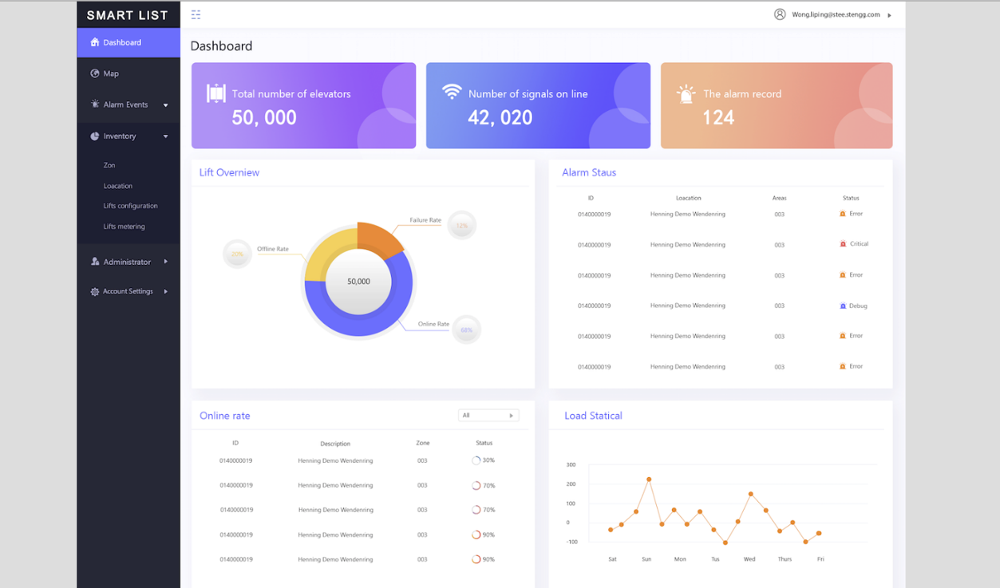 SMART LIST
Wong.liping@stee.stengg.com
Dashboard
Map
Alarm Events
Inventory
Zon
Loacation
Lifts configuration
Lifts metering
Administrator
Account Settings
Dashboard
Total number of elevators
50, 000
Number of signals on line
42, 020
The alarm record
124
Lift Overniew
Failure Rate
12%
Offline Rate
20%
50,000
Online Rate
68%
Alarm Staus
ID Loacation Areas Status
0140000019 Henning Demo Wendenring 003 Error
0140000019 Henning Demo Wendenring 003 Critical
0140000019 Henning Demo Wendenring 003 Error
0140000019 Henning Demo Wendenring 003 Debug
0140000019 Henning Demo Wendenring 003 Error
0140000019 Henning Demo Wendenring 003 Error
Online rate
All
ID Description Zone Status
0140000019 Henning Demo Wendenring 003 30%
0140000019 Henning Demo Wendenring 003 70%
0140000019 Henning Demo Wendenring 003 70%
0140000019 Henning Demo Wendenring 003 90%
0140000019 Henning Demo Wendenring 003 90%
Load Statical
300
200
100
0
-100
Sat Sun Mon Tus Wed Thurs Fri